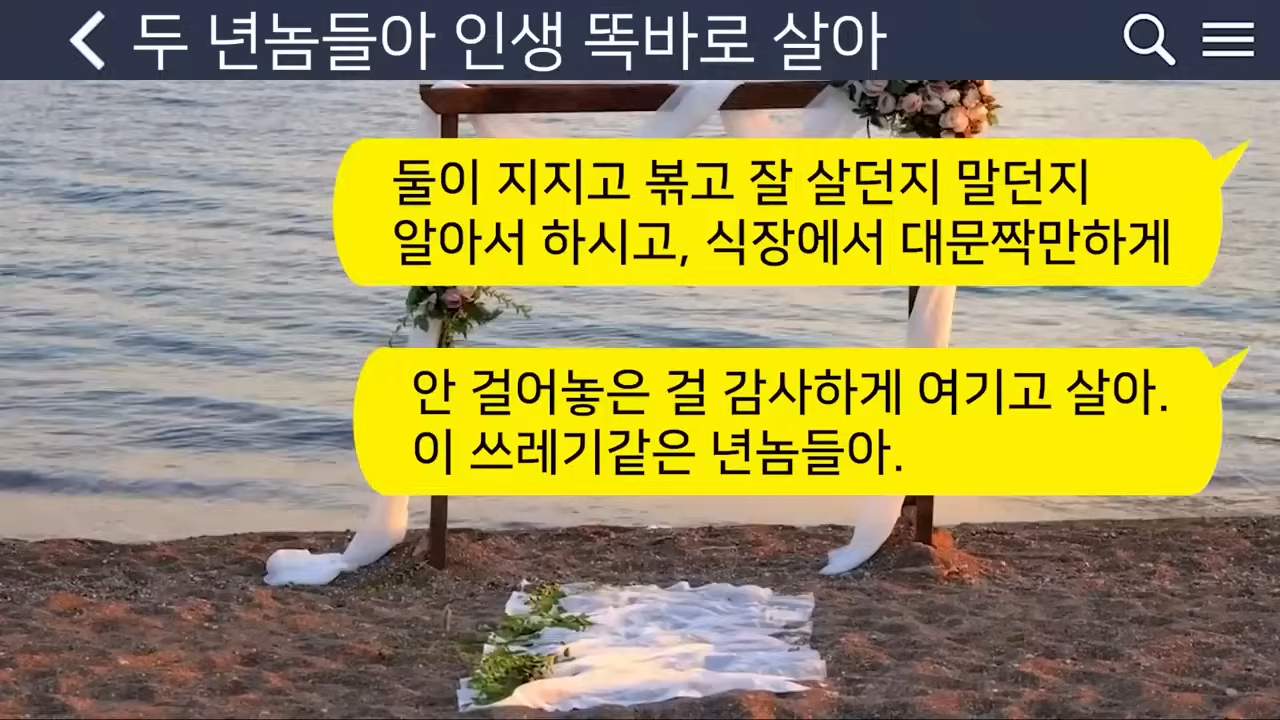 두 년놈들아 인생 똑바로 살아
둘이 지지고 볶고 잘 살던지 말던지
알아서 하시고, 식장에서 대문짝만하게
안 걸어놓은 걸 감사하게 여기고 살아.
이 쓰레기같은 년놈들아.